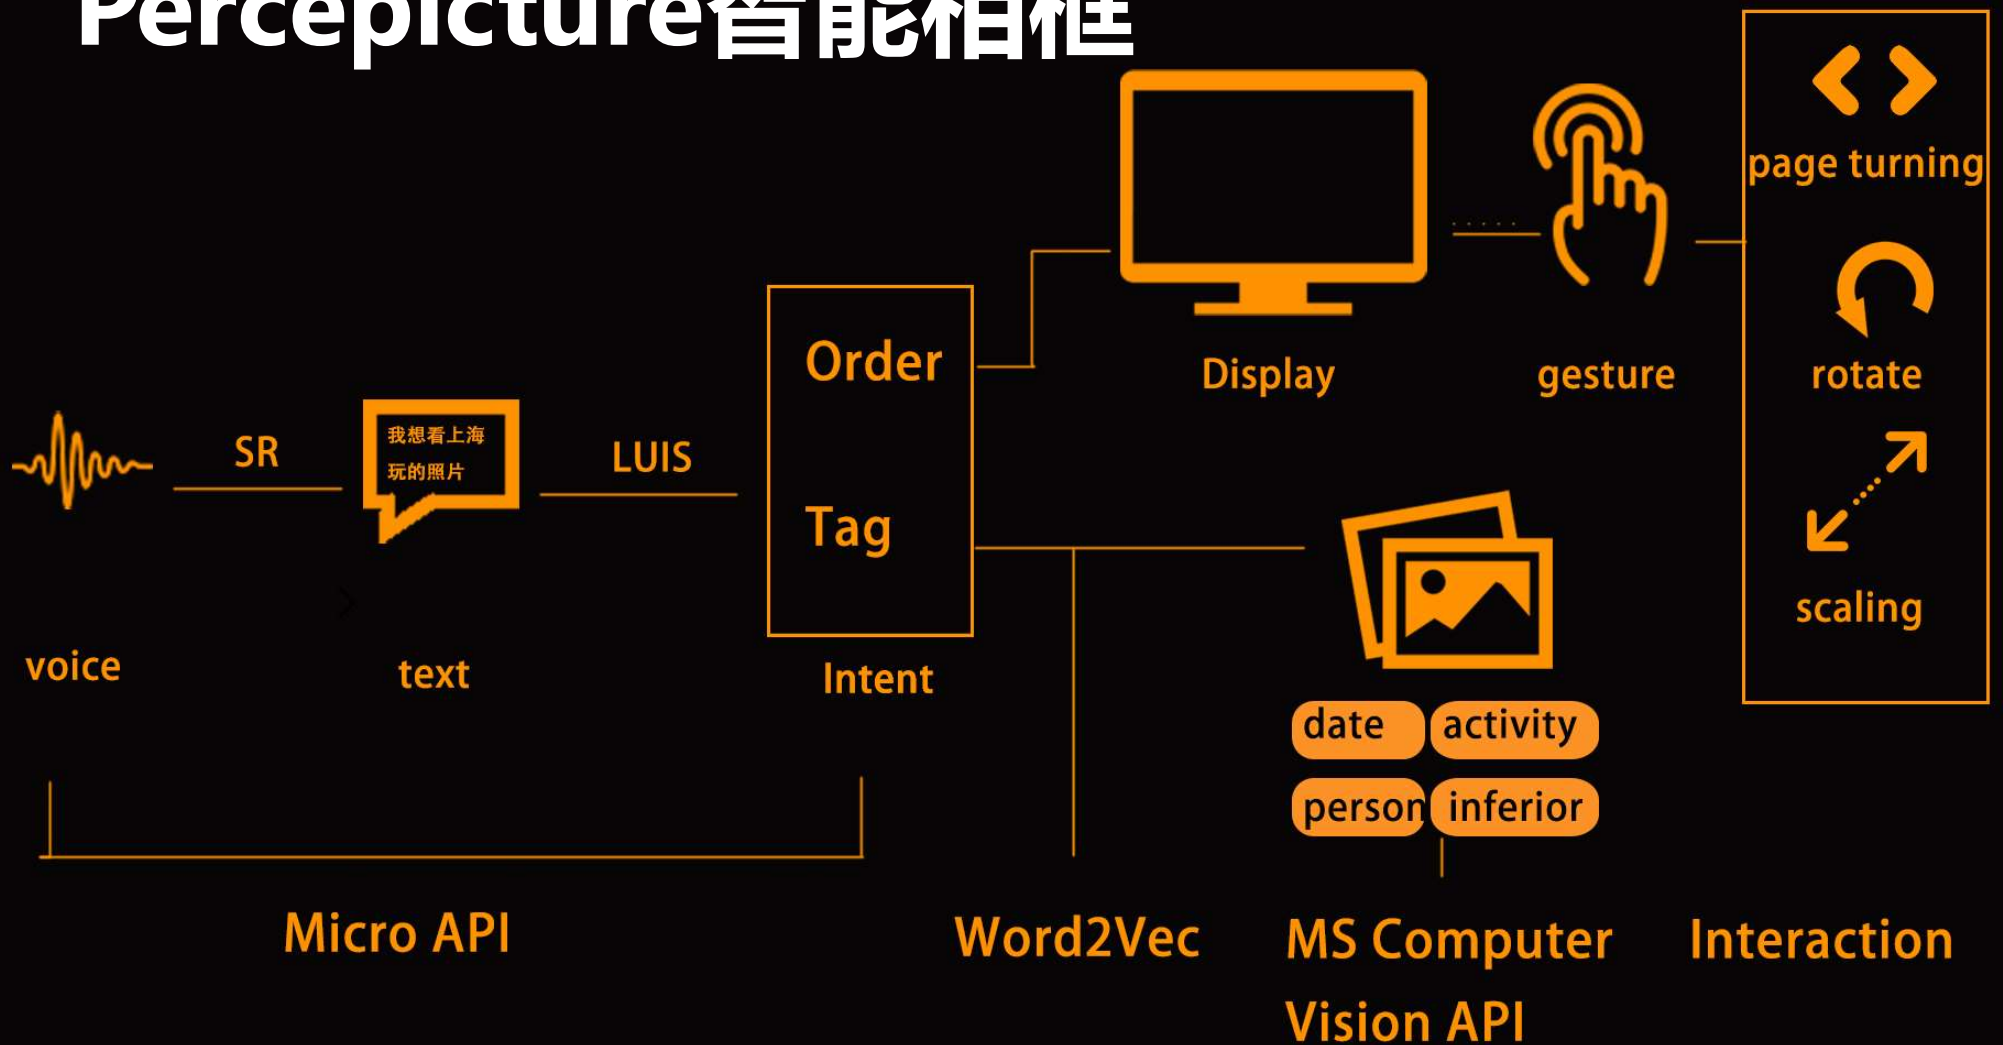 Percepicture智能相框
page turning
rotate
scaling
Display
gesture
Order
Tag
Intent
SR
LUIS
我想看上海
玩的照片
voice
text
date
activity
person
inferior
Micro API
Word2Vec
MS Computer
Vision API
Interaction